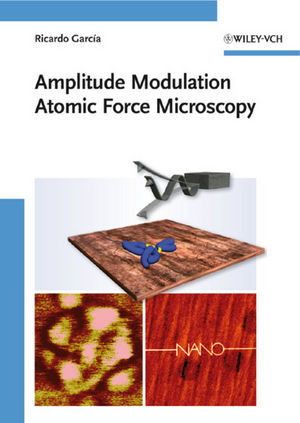 Ricardo García
WILEY-VCH
Amplitude Modulation
Atomic Force Microscopy
NANO